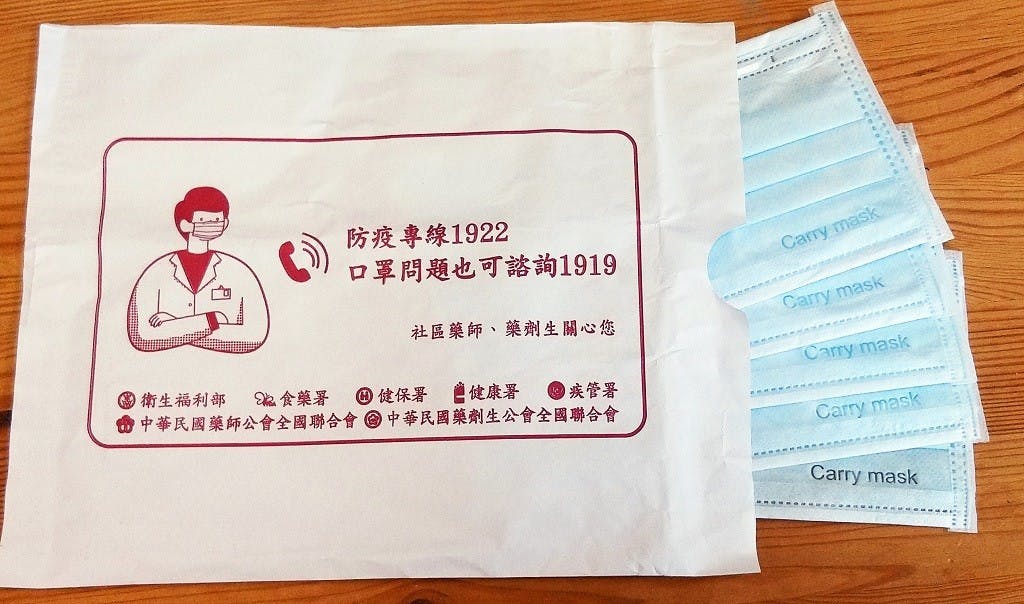 防疫專線1922
口罩問題也可諮詢1919
社區藥師、藥劑生關心您
衛生福利部 食藥署 健保署 健康署 疾管署
中華民國藥師公會全國聯合會 中華民國藥劑生公會全國聯合會
Carry mask
Carry mask
Carry mask
Carry mask
Carry mask